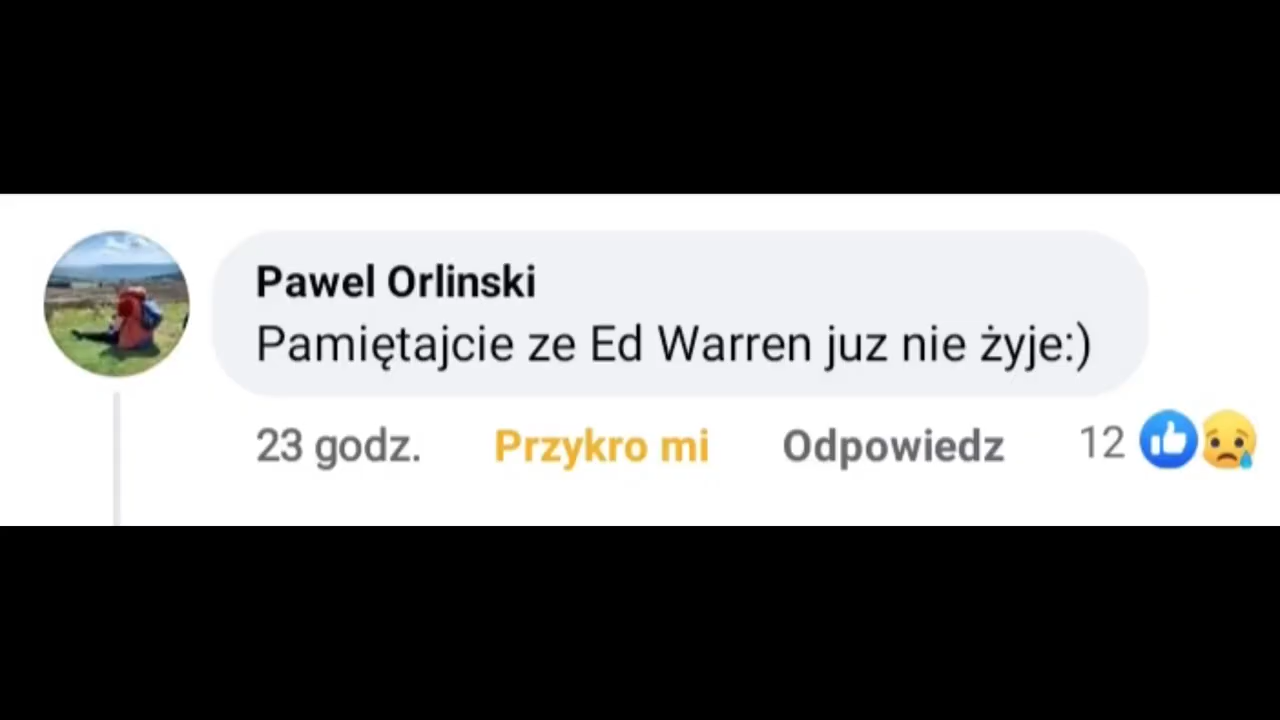 Pawel Orlinski
Pamiętajcie ze Ed Warren juz nie żyje:)
23 godz. Przykro mi Odpowiedz 12